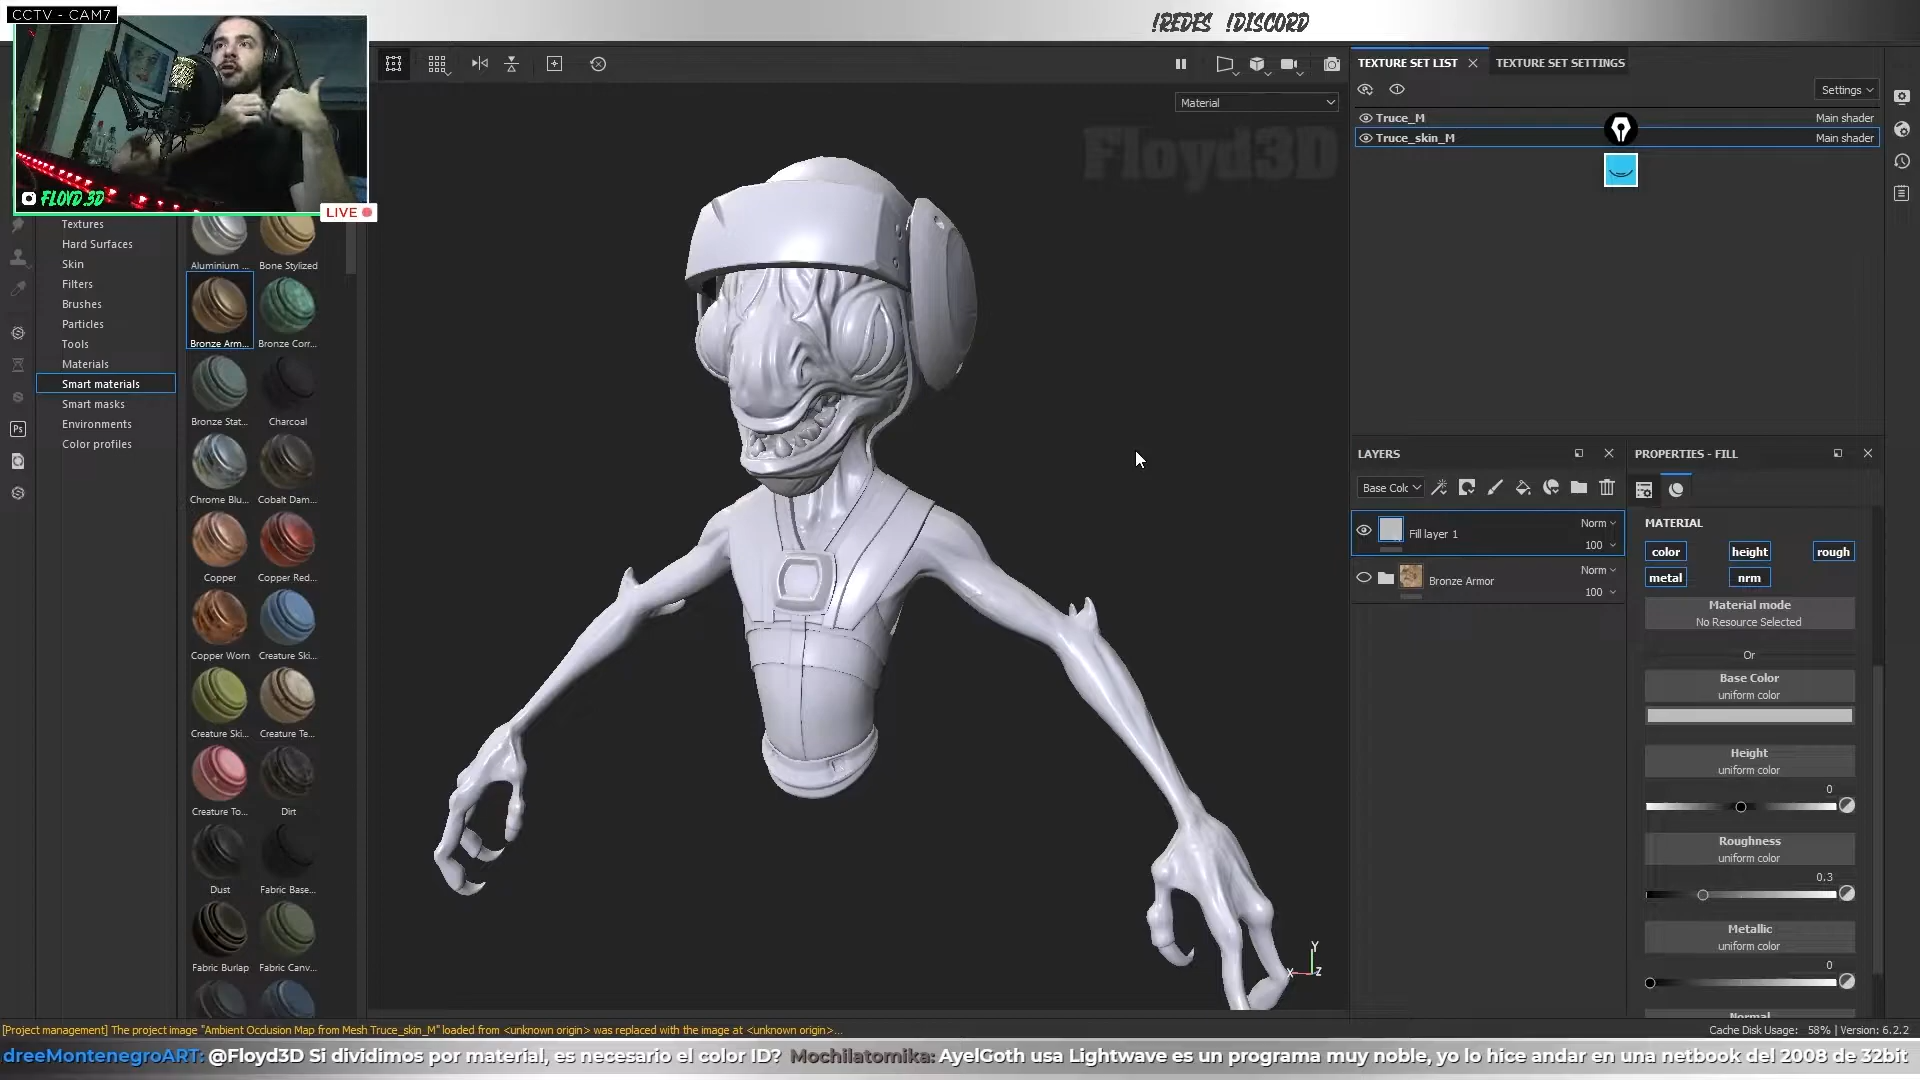 CCTV - CAM7
!REDES !DISCORD
FLOYD.3D
LIVE
Material
Floyd3D
TEXTURE SET LIST
TEXTURE SET SETTINGS
Settings
Truce_M
Main shader
Truce_skin_M
Main shader
Textures
Hard Surfaces
Skin
Filters
Brushes
Particles
Tools
Materials
Smart materials
Smart masks
Environments
Color profiles
Ps
Aluminium ...
Bone Stylized
Bronze Arm...
Bronze Corr...
Bronze Stat...
Charcoal
Chrome Blu...
Cobalt Dam...
Copper
Copper Red...
Copper Worn
Creature Ski...
Creature Ski...
Creature Te...
Creature To...
Dirt
Dust
Fabric Base...
Fabric Burlap
Fabric Canv...
Y
X
Z
LAYERS
Base Colc
Fill layer 1
Norm
100
Bronze Armor
Norm
100
PROPERTIES - FILL
MATERIAL
color
height
rough
metal
nrm
Material mode
No Resource Selected
Or
Base Color
uniform color
Height
uniform color
0
Roughness
uniform color
0.3
Metallic
uniform color
0
Normal
[Project management] The project image "Ambient Occlusion Map from Mesh Truce_skin_M" loaded from <unknown origin> was replaced with the image at <unknown origin>...
Cache Disk Usage: 58% | Version: 6.2.2
dreeMontenegroART: @Floyd3D Si dividimos por material, es necesario el color ID? Mochilatomika: AyelGoth usa Lightwave es un programa muy noble, yo lo hice andar en una netbook del 2008 de 32bit